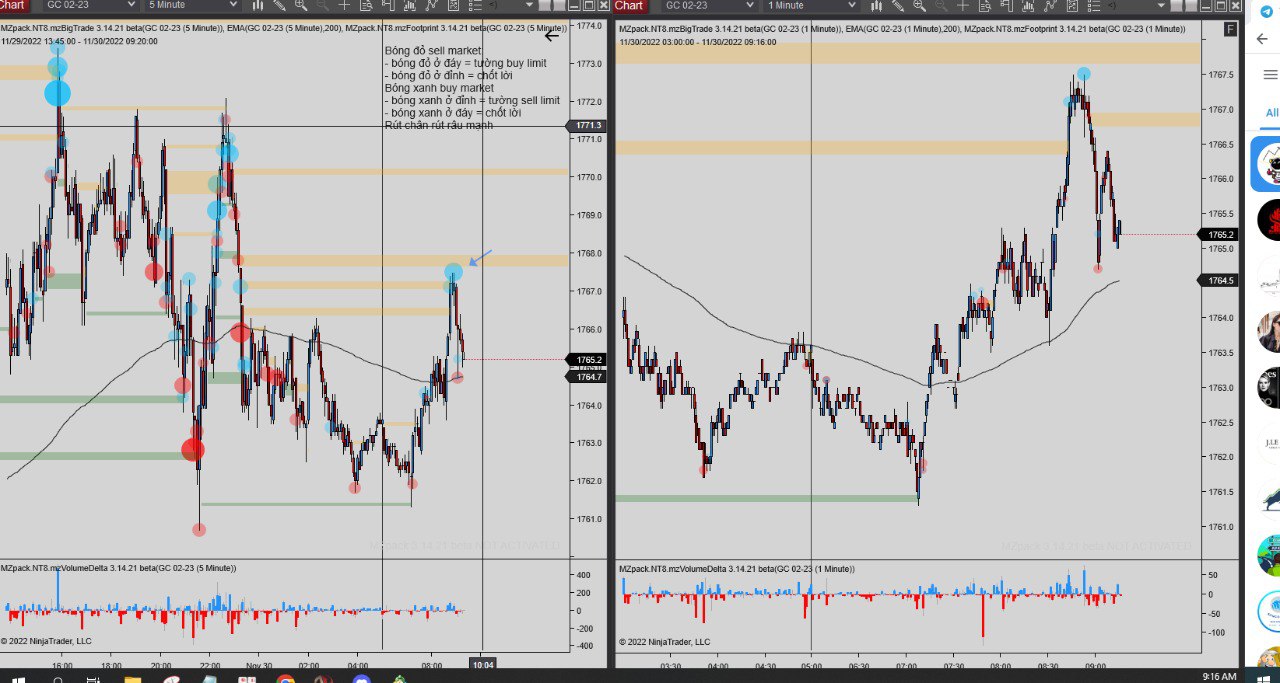 Chart
GC 02-23
5 Minute
MZpack.NT8.mzBigTrade 3.14.21 beta(GC 02-23 (5 Minute)), EMA(GC 02-23 (5 Minute),200), MZpack.NT8.mzFootprint 3.14.21 beta(GC 02-23 (5 Minute))
11/29/2022 13:45:00 - 11/30/2022 09:20:00
Bóng đỏ sell market
- bóng đỏ ở đáy = tường buy limit
- bóng đỏ ở đỉnh = chốt lời
Bóng xanh buy market
- bóng xanh ở đỉnh = tường sell limit
- bóng xanh ở đáy = chốt lời
Rút chân rút râu mạnh
1774.0
1773.0
1772.0
1771.3
1770.0
1769.0
1768.0
1767.0
1766.0
1765.2
1764.7
1764.0
1763.0
1762.0
1761.0
MZpack 3.14.21 beta NOT ACTIVATED
MZpack.NT8.mzVolumeDelta 3.14.21 beta(GC 02-23 (5 Minute))
400
200
0
-200
-400
© 2022 NinjaTrader, LLC
16:00
18:00
20:00
22:00
Nov 30
02:00
04:00
08:00
10:04
Chart
GC 02-23
1 Minute
MZpack.NT8.mzBigTrade 3.14.21 beta(GC 02-23 (1 Minute)), EMA(GC 02-23 (1 Minute),200), MZpack.NT8.mzFootprint 3.14.21 beta(GC 02-23 (1 Minute))
11/30/2022 03:00:00 - 11/30/2022 09:16:00
F
1767.5
1767.0
1766.5
1766.0
1765.5
1765.2
1765.0
1764.5
1764.0
1763.5
1763.0
1762.5
1762.0
1761.5
1761.0
MZpack 3.14.21 beta NOT ACTIVATED
MZpack.NT8.mzVolumeDelta 3.14.21 beta(GC 02-23 (1 Minute))
50
0
-50
-100
© 2022 NinjaTrader, LLC
03:30
04:00
04:30
05:00
05:30
06:00
06:30
07:00
07:30
08:00
08:30
09:00
All
9:16 AM